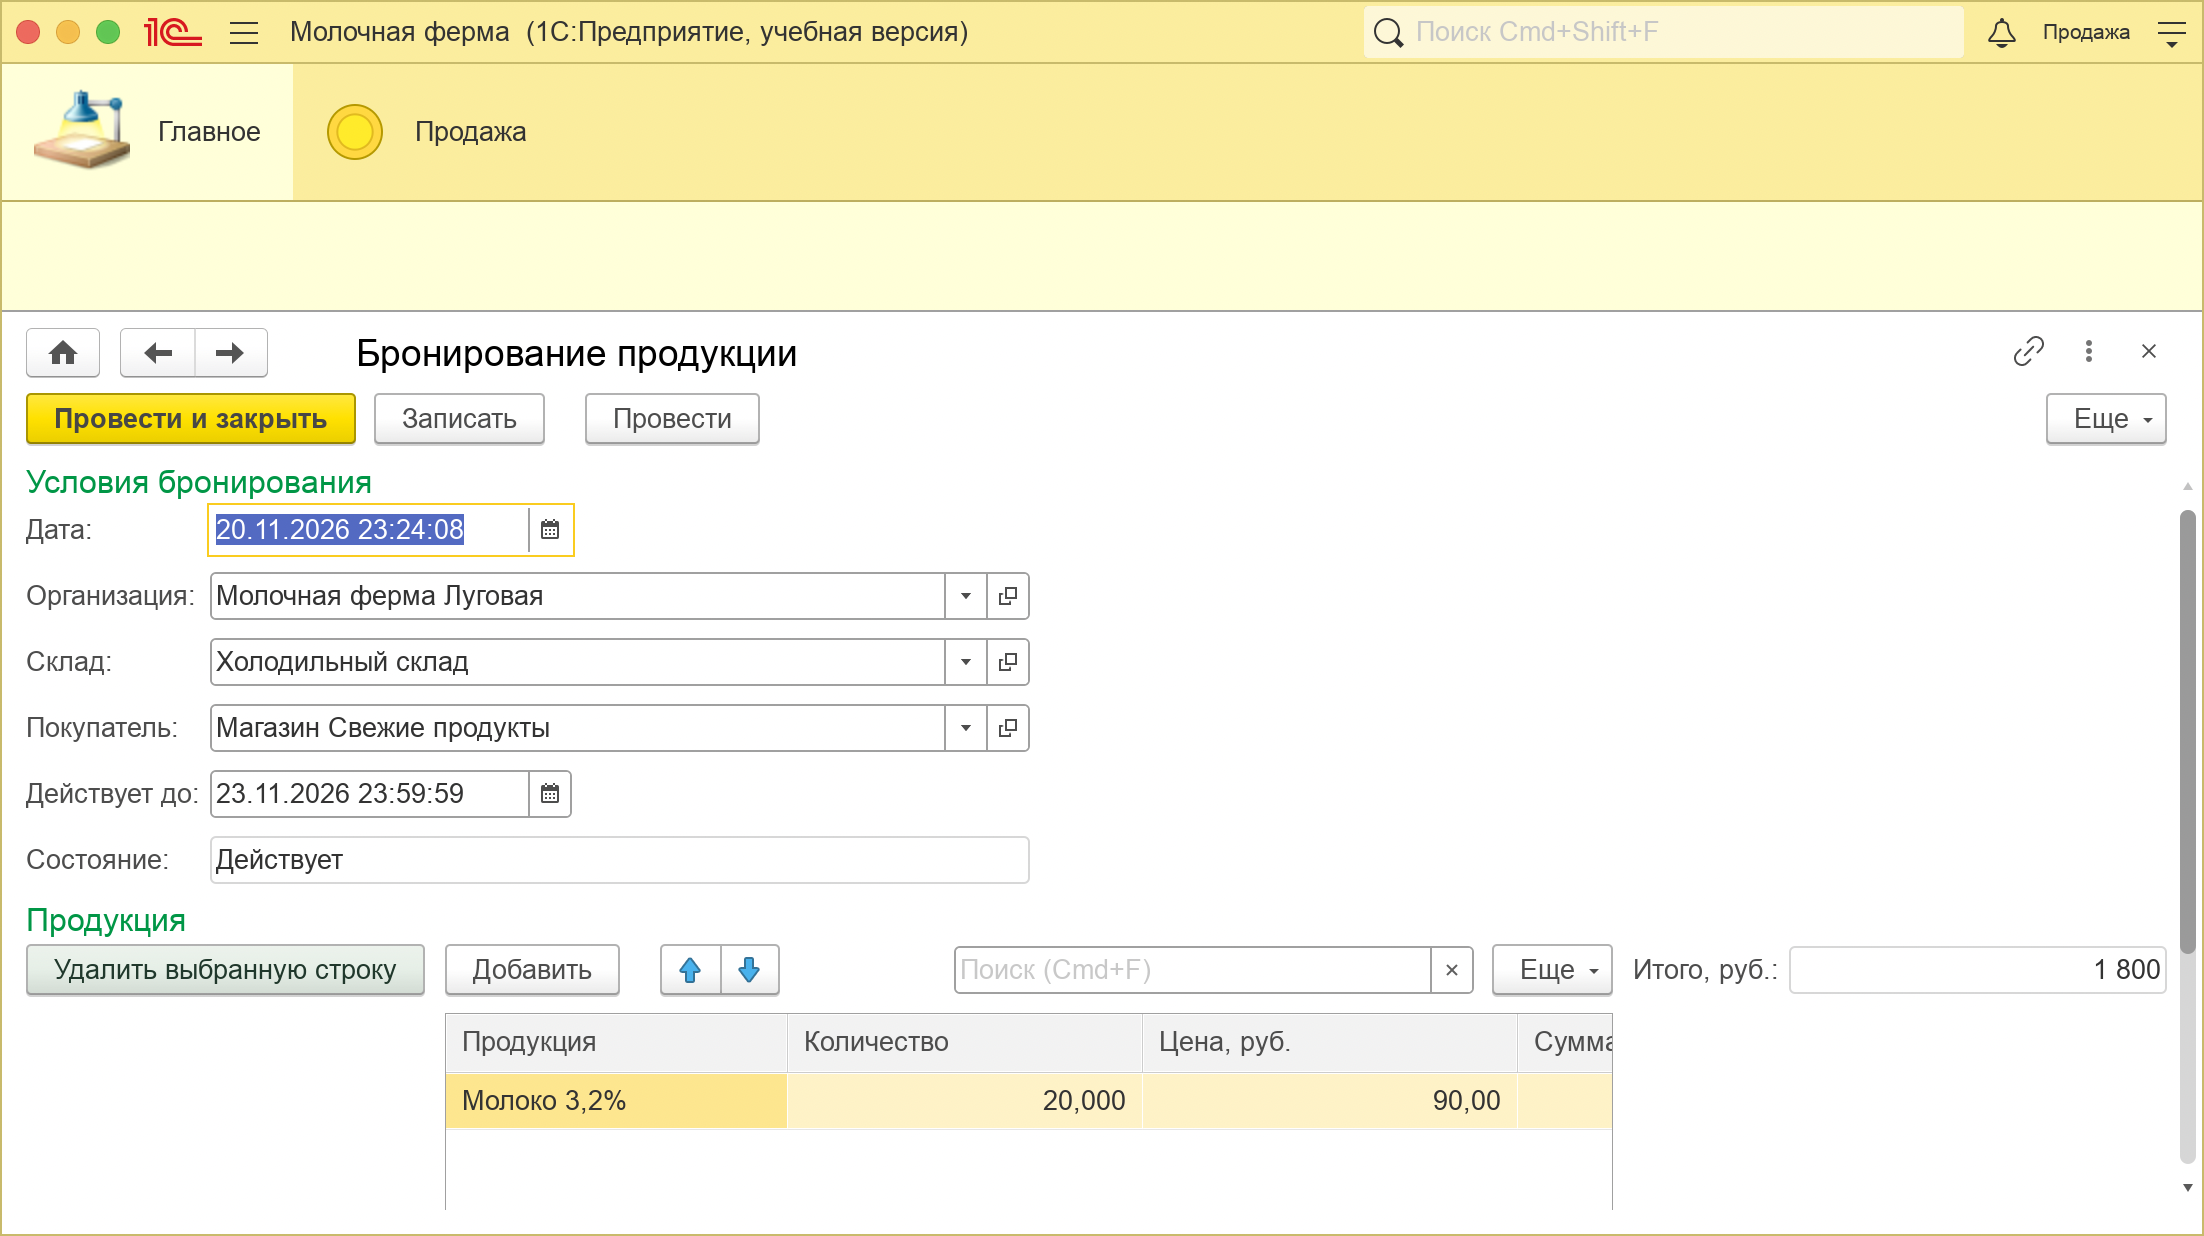 1С Молочная ферма (1С:Предприятие, учебная версия) Поиск Cmd+Shift+F Продажа
Главное Продажа
Бронирование продукции
Провести и закрыть Записать Провести Еще
Условия бронирования
Дата: 20.11.2026 23:24:08
Организация: Молочная ферма Луговая
Склад: Холодильный склад
Покупатель: Магазин Свежие продукты
Действует до: 23.11.2026 23:59:59
Состояние: Действует
Продукция
Удалить выбранную строку Добавить Поиск (Cmd+F) × Еще Итого, руб.: 1 800
Продукция Количество Цена, руб. Сумма
Молоко 3,2% 20,000 90,00